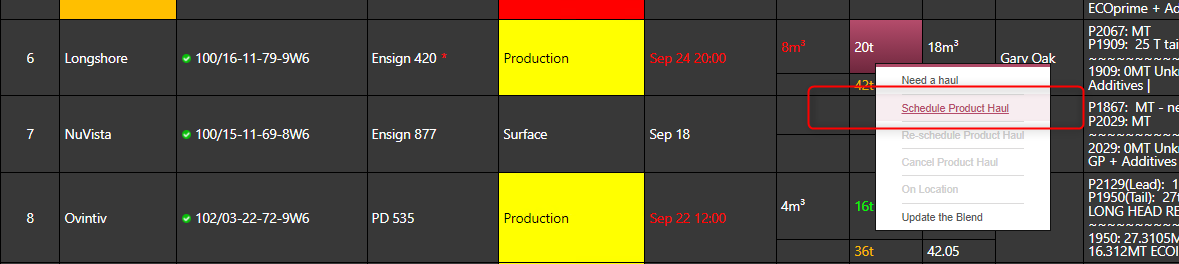 ECOprime + Ad
6 Longshore 100/16-11-79-9W6 Ensign 420 * Production Sep 24 20:00 8m³ 20t 18m³ Gary Oak
P2067: MT
P1909: 25 T tai
~~~~~~~~~~~~
1909: 0MT Unk
Additives |
42t
Need a haul
Schedule Product Haul
Re-schedule Product Haul
Cancel Product Haul
On Location
Update the Blend
7 NuVista 100/15-11-69-8W6 Ensign 877 Surface Sep 18
P1867: MT - ne
P2029: MT
~~~~~~~~~~~~
2029: 0MT Unk
GP + Additives
8 Ovintiv 102/03-22-72-9W6 PD 535 Production Sep 22 12:00 4m³ 16t
P2129(Lead): 1
P1950(Tail): 27t
LONG HEAD RE
~~~~~~~~~~~~
1950: 27.3105M
16.312MT ECOI
36t 42.05